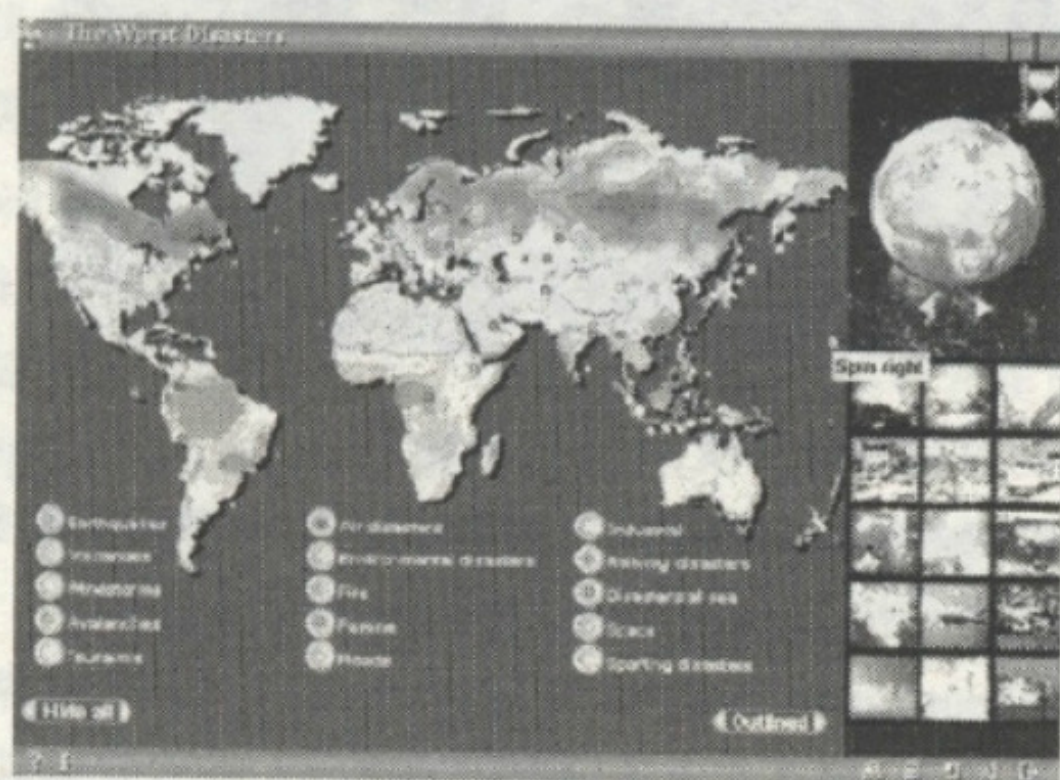 The Worst Disasters
Spin right
Earthquakes
Volcanoes
Windstorms
Avalanches
Tsunamis
Air disasters
Environmental disasters
Fire
Famine
Floods
Industrial
Railway disasters
Disasters at sea
Space
Sporting disasters
Hide all
Outlined
? f